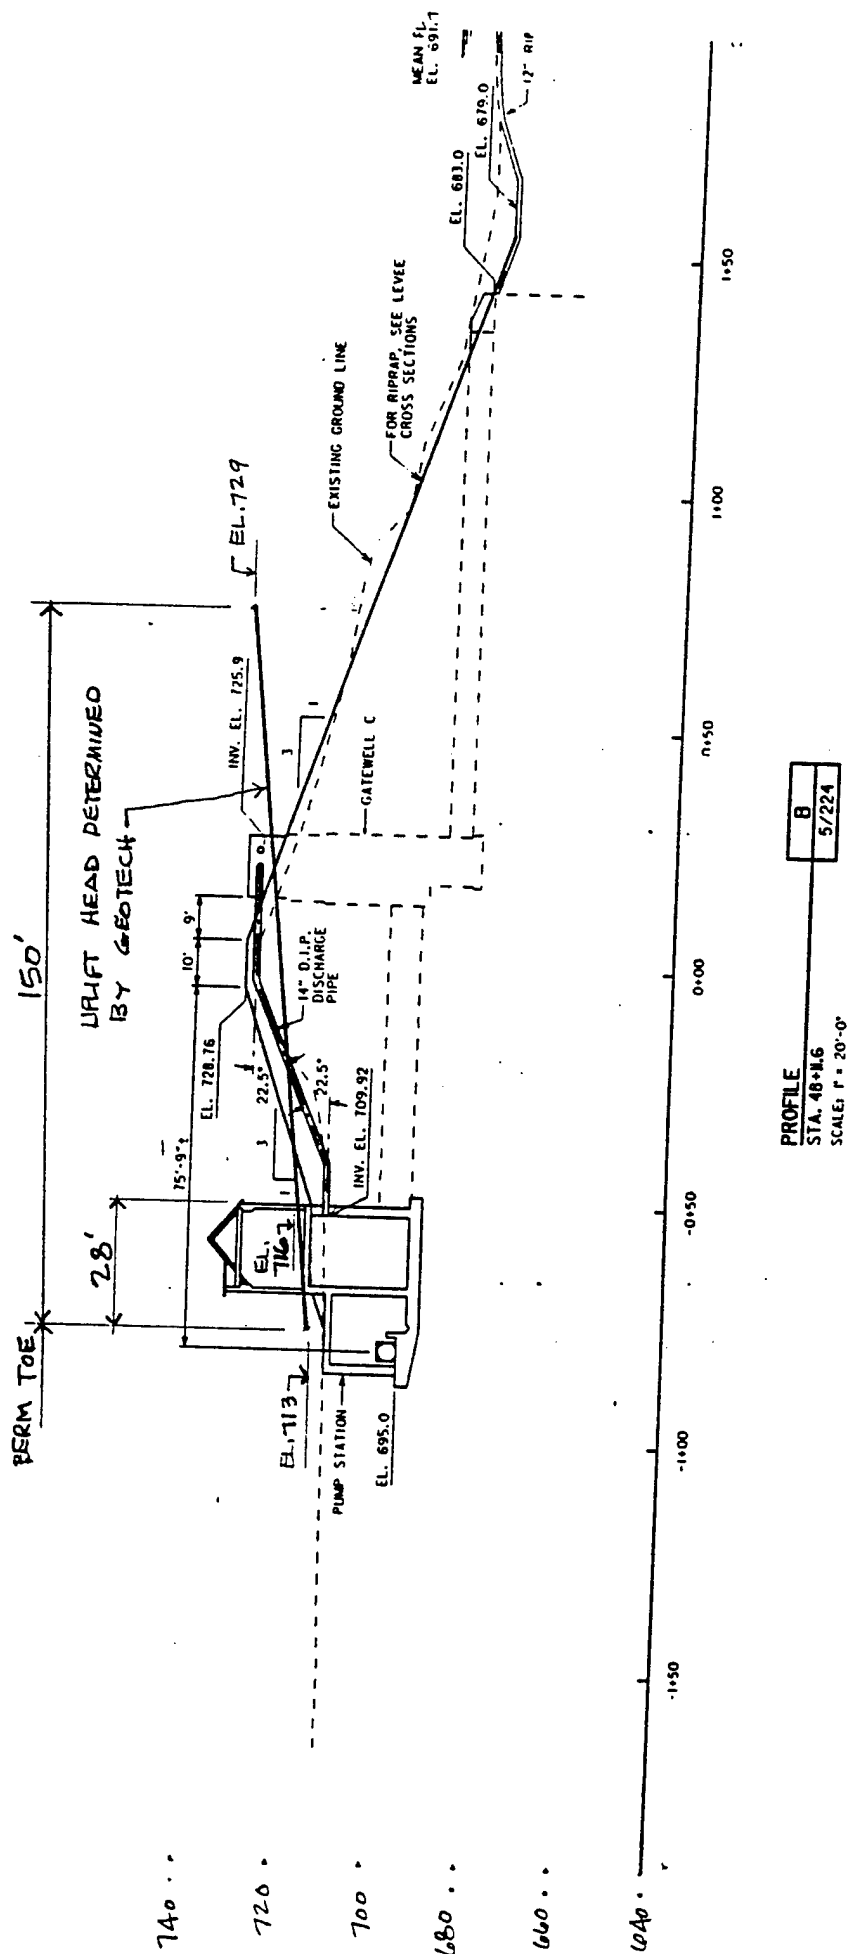 MEAN FL
EL. 691.7
12" RIP
EL. 679.0
EL. 683.0
FOR RIPRAP, SEE LEVEE
CROSS SECTIONS
EXISTING GROUND LINE
EL. 729
150'
UPLIFT HEAD DETERMINED
BY GEOTECH
INV. EL. 725.9
3
1
GATEWELL C
9'
10'
14" D.I.P.
DISCHARGE
PIPE
EL. 728.76
22.5°
22.5°
75'-9"±
3
1
INV. EL. 709.92
28'
EL.
716.7
BERM TOE
EL. 713
PUMP STATION
EL. 695.0
740
720
700
680
660
640
-1+50
-1+00
-0+50
0+00
0+50
1+00
1+50
PROFILE
STA. 48+11.6
SCALE: 1" = 20'-0"
B
5/224